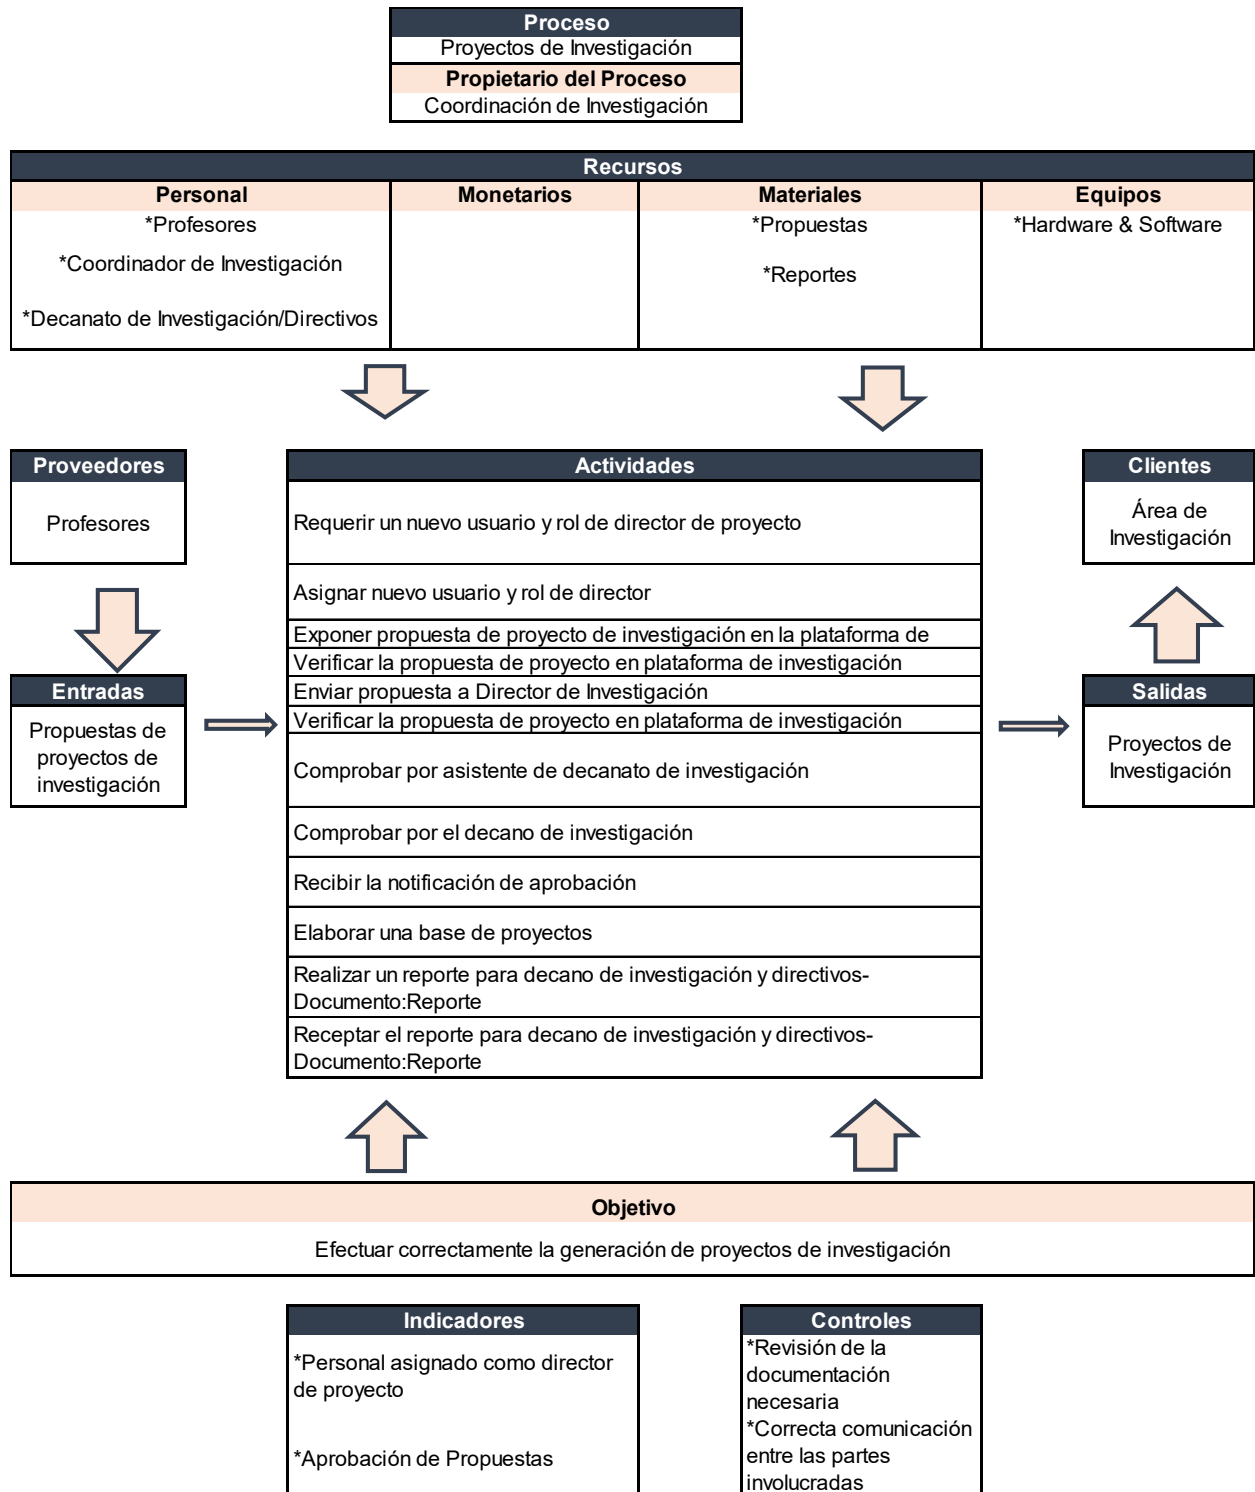 Proceso
Proyectos de Investigación
Propietario del Proceso
Coordinación de Investigación
Recursos
Personal
Monetarios
Materiales
Equipos
*Profesores
*Coordinador de Investigación
*Decanato de Investigación/Directivos
*Propuestas
*Reportes
*Hardware & Software
Proveedores
Profesores
Entradas
Propuestas de
proyectos de
investigación
Actividades
Requerir un nuevo usuario y rol de director de proyecto
Asignar nuevo usuario y rol de director
Exponer propuesta de proyecto de investigación en la plataforma de
Verificar la propuesta de proyecto en plataforma de investigación
Enviar propuesta a Director de Investigación
Verificar la propuesta de proyecto en plataforma de investigación
Comprobar por asistente de decanato de investigación
Comprobar por el decano de investigación
Recibir la notificación de aprobación
Elaborar una base de proyectos
Realizar un reporte para decano de investigación y directivos-
Documento:Reporte
Receptar el reporte para decano de investigación y directivos-
Documento:Reporte
Clientes
Área de
Investigación
Salidas
Proyectos de
Investigación
Objetivo
Efectuar correctamente la generación de proyectos de investigación
Indicadores
*Personal asignado como director
de proyecto
*Aprobación de Propuestas
Controles
*Revisión de la
documentación
necesaria
*Correcta comunicación
entre las partes
involucradas